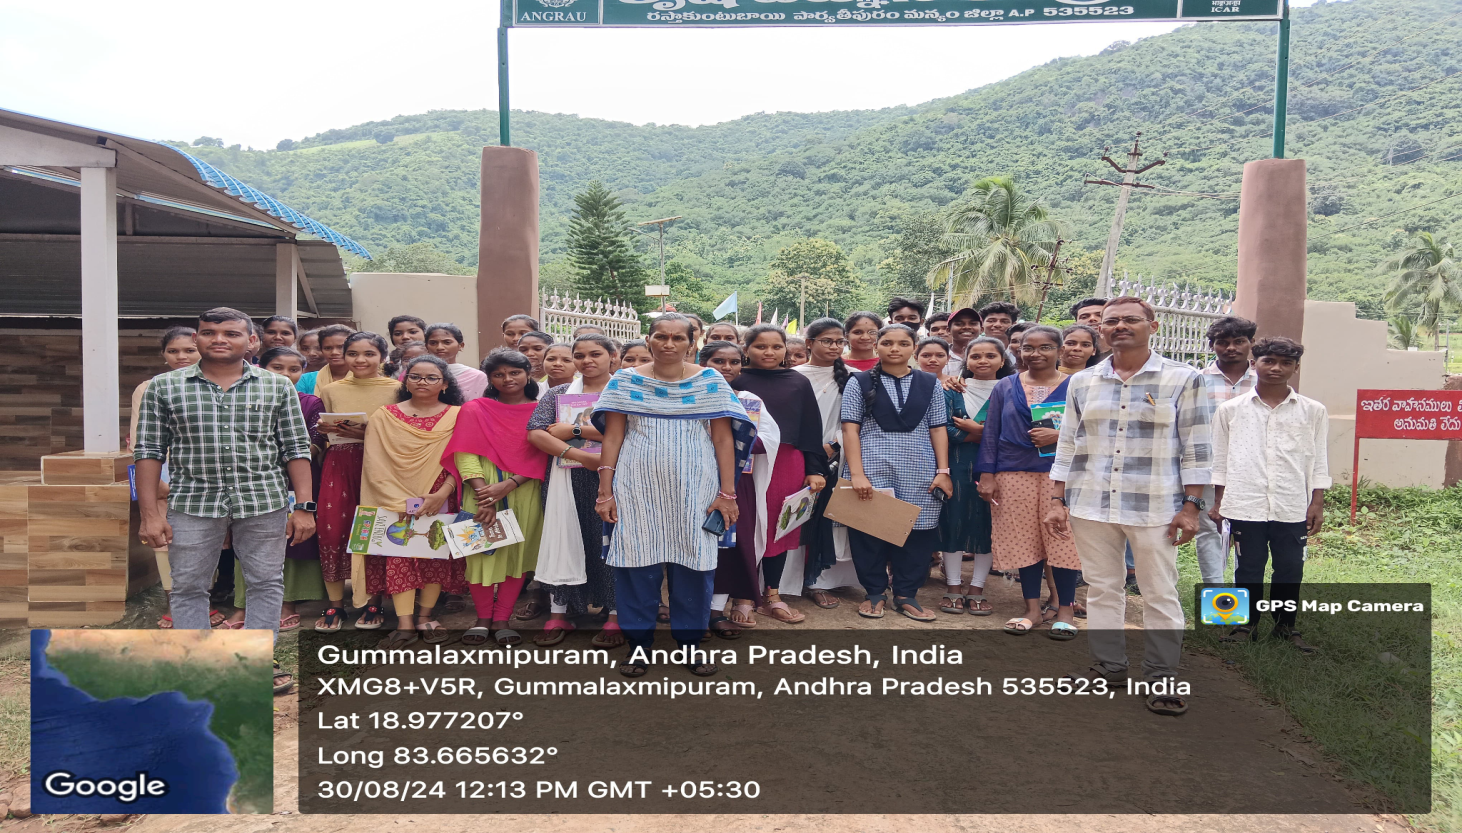 ANGRAU
రస్తాకుంటుబాయి పార్వతీపురం మన్యం జిల్లా A.P 535523
ICAR
ఇతర వాహనములు
అనుమతి లేదు
GPS Map Camera
Gummalaxmipuram, Andhra Pradesh, India
XMG8+V5R, Gummalaxmipuram, Andhra Pradesh 535523, India
Lat 18.977207°
Long 83.665632°
30/08/24 12:13 PM GMT +05:30
Google